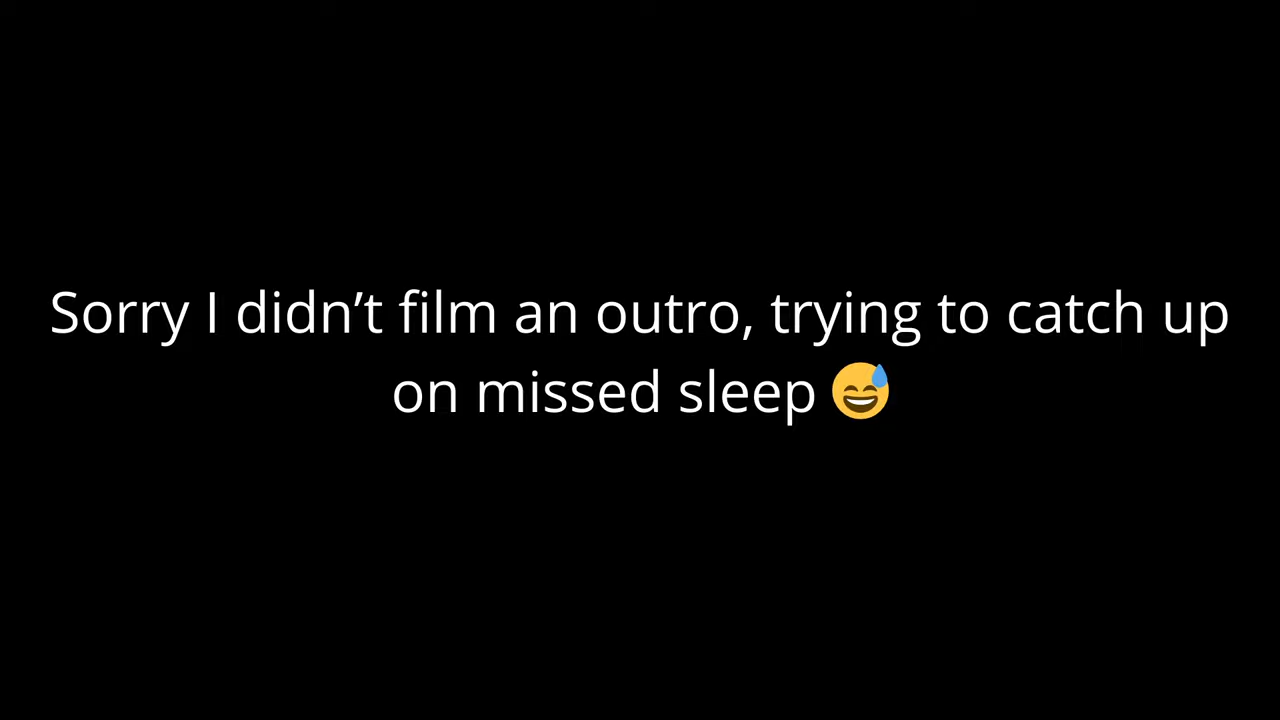 Sorry I didn’t film an outro, trying to catch up
on missed sleep 😅